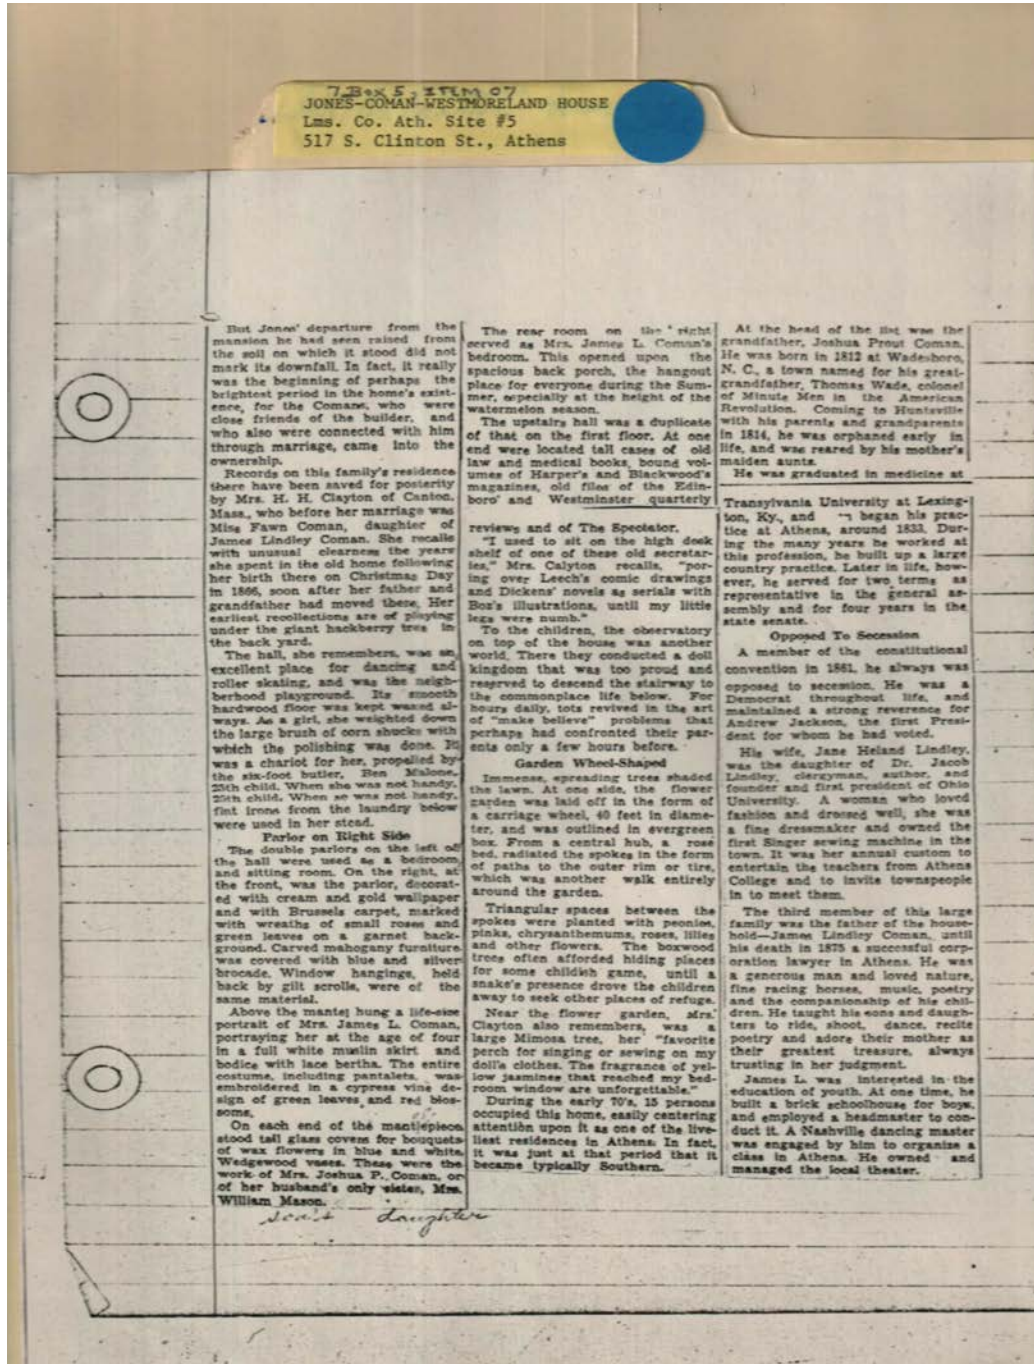 7 Box 5, ITEM 07
JONES-COMAN-WESTMORELAND HOUSE
Lms. Co. Ath. Site #5
517 S. Clinton St., Athens
But Jones' departure from the
mansion he had seen raised from
the soil on which it stood did not
mark its downfall. In fact, it really
was the beginning of perhaps the
brightest period in the home's exist-
ence, for the Comans, who were
close friends of the builder, and
who also were connected with him
through marriage, came into the
ownership.
Records on this family's residence
there have been saved for posterity
by Mrs. H. H. Clayton of Canton,
Mass., who before her marriage was
Miss Fawn Coman, daughter of
James Lindley Coman. She recalls
with unusual clearness the years
she spent in the old home following
her birth there on Christmas Day
in 1866, soon after her father and
grandfather had moved there. Her
earliest recollections are of playing
under the giant hackberry tree in
the back yard.
The hall, she remembers, was an
excellent place for dancing and
roller skating, and was the neigh-
borhood playground. Its smooth
hardwood floor was kept waxed al-
ways. As a girl, she weighted down
the large brush of corn shucks with
which the polishing was done. It
was a chariot for her, propelled by
the six-foot butler, Ben Malone,
25th child. When she was not handy,
25th child. When se was not handy,
flat irons from the laundry below
were used in her stead.
Parlor on Right Side
The double parlors on the left of
the hall were used as a bedroom
and sitting room. On the right, at
the front, was the parlor, decorat-
ed with cream and gold wallpaper
and with Brussels carpet, marked
with wreaths of small roses and
green leaves on a garnet back-
ground. Carved mahogany furniture
was covered with blue and silver
brocade. Window hangings, held
back by gilt scrolls, were of the
same material.
Above the mantel hung a life-size
portrait of Mrs. James L. Coman,
portraying her at the age of four
in a full white muslin skirt and
bodice with lace bertha. The entire
costume, including pantalets, was
embroidered in a cypress vine de-
sign of green leaves and red blos-
soms.
On each end of the mantlepiece
stood tall glass covers for bouquets
of wax flowers in blue and white
Wedgewood vases. These were the
work of Mrs. Joshua P. Coman, or
of her husband's only sister, Mrs.
William Mason.
son's daughter
The rear room on the right
served as Mrs. James L. Coman's
bedroom. This opened upon the
spacious back porch, the hangout
place for everyone during the Sum-
mer, especially at the height of the
watermelon season.
The upstairs hall was a duplicate
of that on the first floor. At one
end were located tall cases of old
law and medical books, bound vol-
umes of Harper's and Blackwood's
magazines, old files of the Edin-
boro' and Westminster quarterly
reviews and of The Spectator.
"I used to sit on the high desk
shelf of one of these old secretar-
ies," Mrs. Calyton recalls, "por-
ing over Leech's comic drawings
and Dickens' novels as serials with
Boz's illustrations, until my little
legs were numb."
To the children, the observatory
on top of the house was another
world. There they conducted a doll
kingdom that was too proud and
reserved to descend the stairway to
the commonplace life below. For
hours daily, tots revived in the art
of "make believe" problems that
perhaps had confronted their par-
ents only a few hours before.
Garden Wheel-Shaped
Immense, spreading trees shaded
the lawn. At one side, the flower
garden was laid off in the form of
a carriage wheel, 40 feet in diame-
ter, and was outlined in evergreen
box. From a central hub, a rose
bed, radiated the spokes in the form
of paths to the outer rim or tire,
which was another walk entirely
around the garden.
Triangular spaces between the
spokes were planted with peonies,
pinks, chrysanthemums, roses, lilies
and other flowers. The boxwood
trees often afforded hiding places
for some childish game, until a
snake's presence drove the children
away to seek other places of refuge.
Near the flower garden, Mrs.
Clayton also remembers, was a
large Mimosa tree, her "favorite
perch for singing or sewing on my
doll's clothes. The fragrance of yel-
low jasmines that reached my bed-
room window are unforgettable."
During the early 70's, 15 persons
occupied this home, easily centering
attention upon it as one of the live-
liest residences in Athens. In fact,
it was just at that period that it
became typically Southern.
At the head of the list was the
grandfather, Joshua Prout Coman.
He was born in 1812 at Wadesboro,
N. C., a town named for his great-
grandfather, Thomas Wade, colonel
of Minute Men in the American
Revolution. Coming to Huntsville
with his parents and grandparents
in 1814, he was orphaned early in
life, and was reared by his mother's
maiden aunts.
He was graduated in medicine at
Transylvania University at Lexing-
ton, Ky., and began his prac-
tice at Athens, around 1833. Dur-
ing the many years he worked at
this profession, he built up a large
country practice. Later in life, how-
ever, he served for two terms as
representative in the general as-
sembly and for four years in the
state senate.
Opposed To Secession
A member of the constitutional
convention in 1861, he always was
opposed to secession. He was a
Democrat throughout life, and
maintained a strong reverence for
Andrew Jackson, the first Presi-
dent for whom he had voted.
His wife, Jane Heland Lindley,
was the daughter of Dr. Jacob
Lindley, clergyman, author, and
founder and first president of Ohio
University. A woman who loved
fashion and dressed well, she was
a fine dressmaker and owned the
first Singer sewing machine in the
town. It was her annual custom to
entertain the teachers from Athens
College and to invite townspeople
in to meet them.
The third member of this large
family was the father of the house-
hold—James Lindley Coman, until
his death in 1875 a successful corp-
oration lawyer in Athens. He was
a generous man and loved nature,
fine racing horses, music, poetry
and the companionship of his chil-
dren. He taught his sons and daugh-
ters to ride, shoot, dance, recite
poetry and adore their mother as
their greatest treasure, always
trusting in her judgment.
James L. was interested in the
education of youth. At one time, he
built a brick schoolhouse for boys,
and employed a headmaster to con-
duct it. A Nashville dancing master
was engaged by him to organize a
class in Athens. He owned and
managed the local theater.